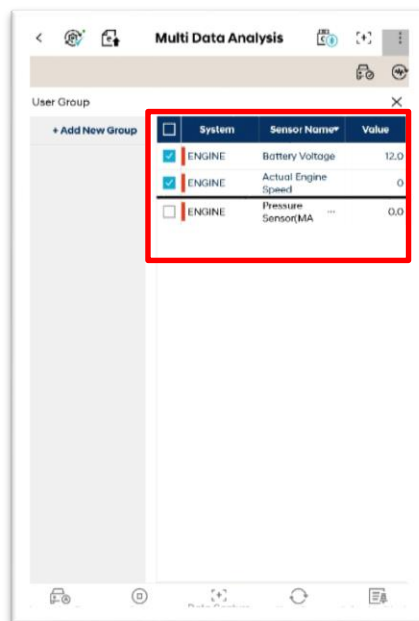 Multi Data Analysis
User Group
+ Add New Group
System Sensor Name▾ Value
ENGINE Battery Voltage 12.0
ENGINE Actual Engine Speed 0
ENGINE Pressure Sensor(MA ... 0.0